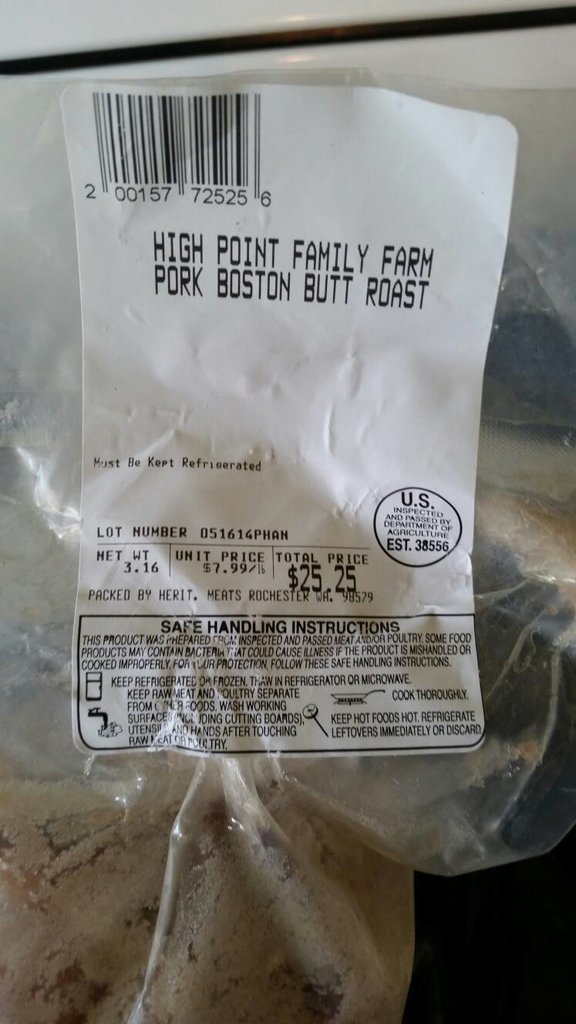 2 00157 72525 6
HIGH POINT FAMILY FARM
PORK BOSTON BUTT ROAST
Must Be Kept Refrigerated
U.S.
INSPECTED
AND PASSED BY
DEPARTMENT OF
AGRICULTURE
EST. 38556
LOT NUMBER 051614PHAN
NET WT UNIT PRICE TOTAL PRICE
3.16 $7.99/lb $25.25
PACKED BY HERIT. MEATS ROCHESTER WA. 98579
SAFE HANDLING INSTRUCTIONS
THIS PRODUCT WAS PREPARED FROM INSPECTED AND PASSED MEAT AND/OR POULTRY. SOME FOOD
PRODUCTS MAY CONTAIN BACTERIA THAT COULD CAUSE ILLNESS IF THE PRODUCT IS MISHANDLED OR
COOKED IMPROPERLY. FOR YOUR PROTECTION, FOLLOW THESE SAFE HANDLING INSTRUCTIONS.
KEEP REFRIGERATED OR FROZEN. THAW IN REFRIGERATOR OR MICROWAVE.
KEEP RAW MEAT AND POULTRY SEPARATE
FROM OTHER FOODS. WASH WORKING
SURFACES (INCLUDING CUTTING BOARDS),
UTENSILS AND HANDS AFTER TOUCHING
RAW MEAT OR POULTRY.
COOK THOROUGHLY.
KEEP HOT FOODS HOT. REFRIGERATE
LEFTOVERS IMMEDIATELY OR DISCARD.